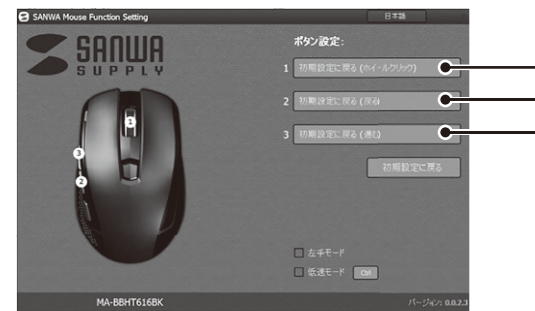 SANWA Mouse Function Setting
日本語
SANWA
SUPPLY
ボタン設定:
1 初期設定に戻る (ホイールクリック)
2 初期設定に戻る (戻る)
3 初期設定に戻る (進む)
初期設定に戻る
1
3
2
左手モード
低速モード Ctrl
MA-BBHT616BK
バージョン: 0.0.2.3